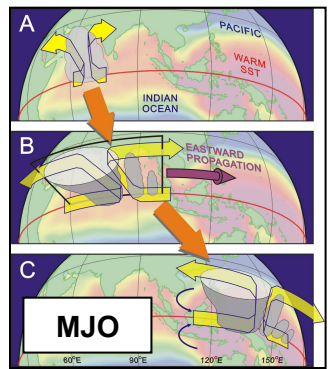 A
PACIFIC
WARM
SST
INDIAN
OCEAN
B
EASTWARD
PROPAGATION
C
MJO
60°E
90°E
120°E
150°E